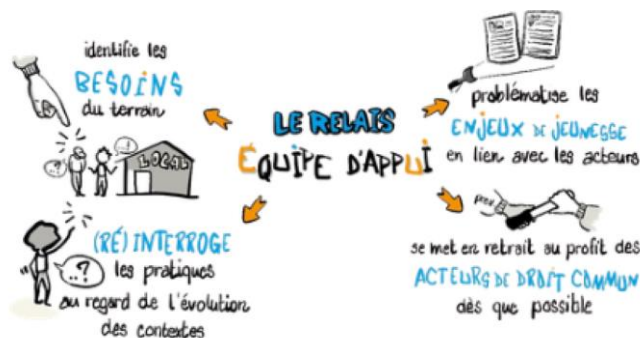 identifie les
BESOINS
du terrain
LOCAL
LE RELAIS
ÉQUIPE D'APPUI
problématise les
ENJEUX DE JEUNESSE
en lien avec les acteurs
(RÉ) INTERROGE
les pratiques
au regard de l'évolution
des contextes
se met en retrait au profit des
ACTEURS DE DROIT COMMUN
dès que possible